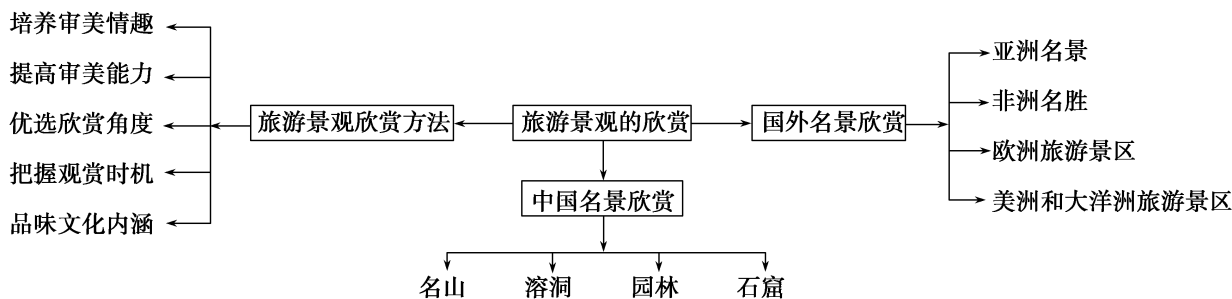 培养审美情趣
提高审美能力
优选欣赏角度
把握观赏时机
品味文化内涵
旅游景观欣赏方法
旅游景观的欣赏
国外名景欣赏
亚洲名景
非洲名胜
欧洲旅游景区
美洲和大洋洲旅游景区
中国名景欣赏
名山
溶洞
园林
石窟